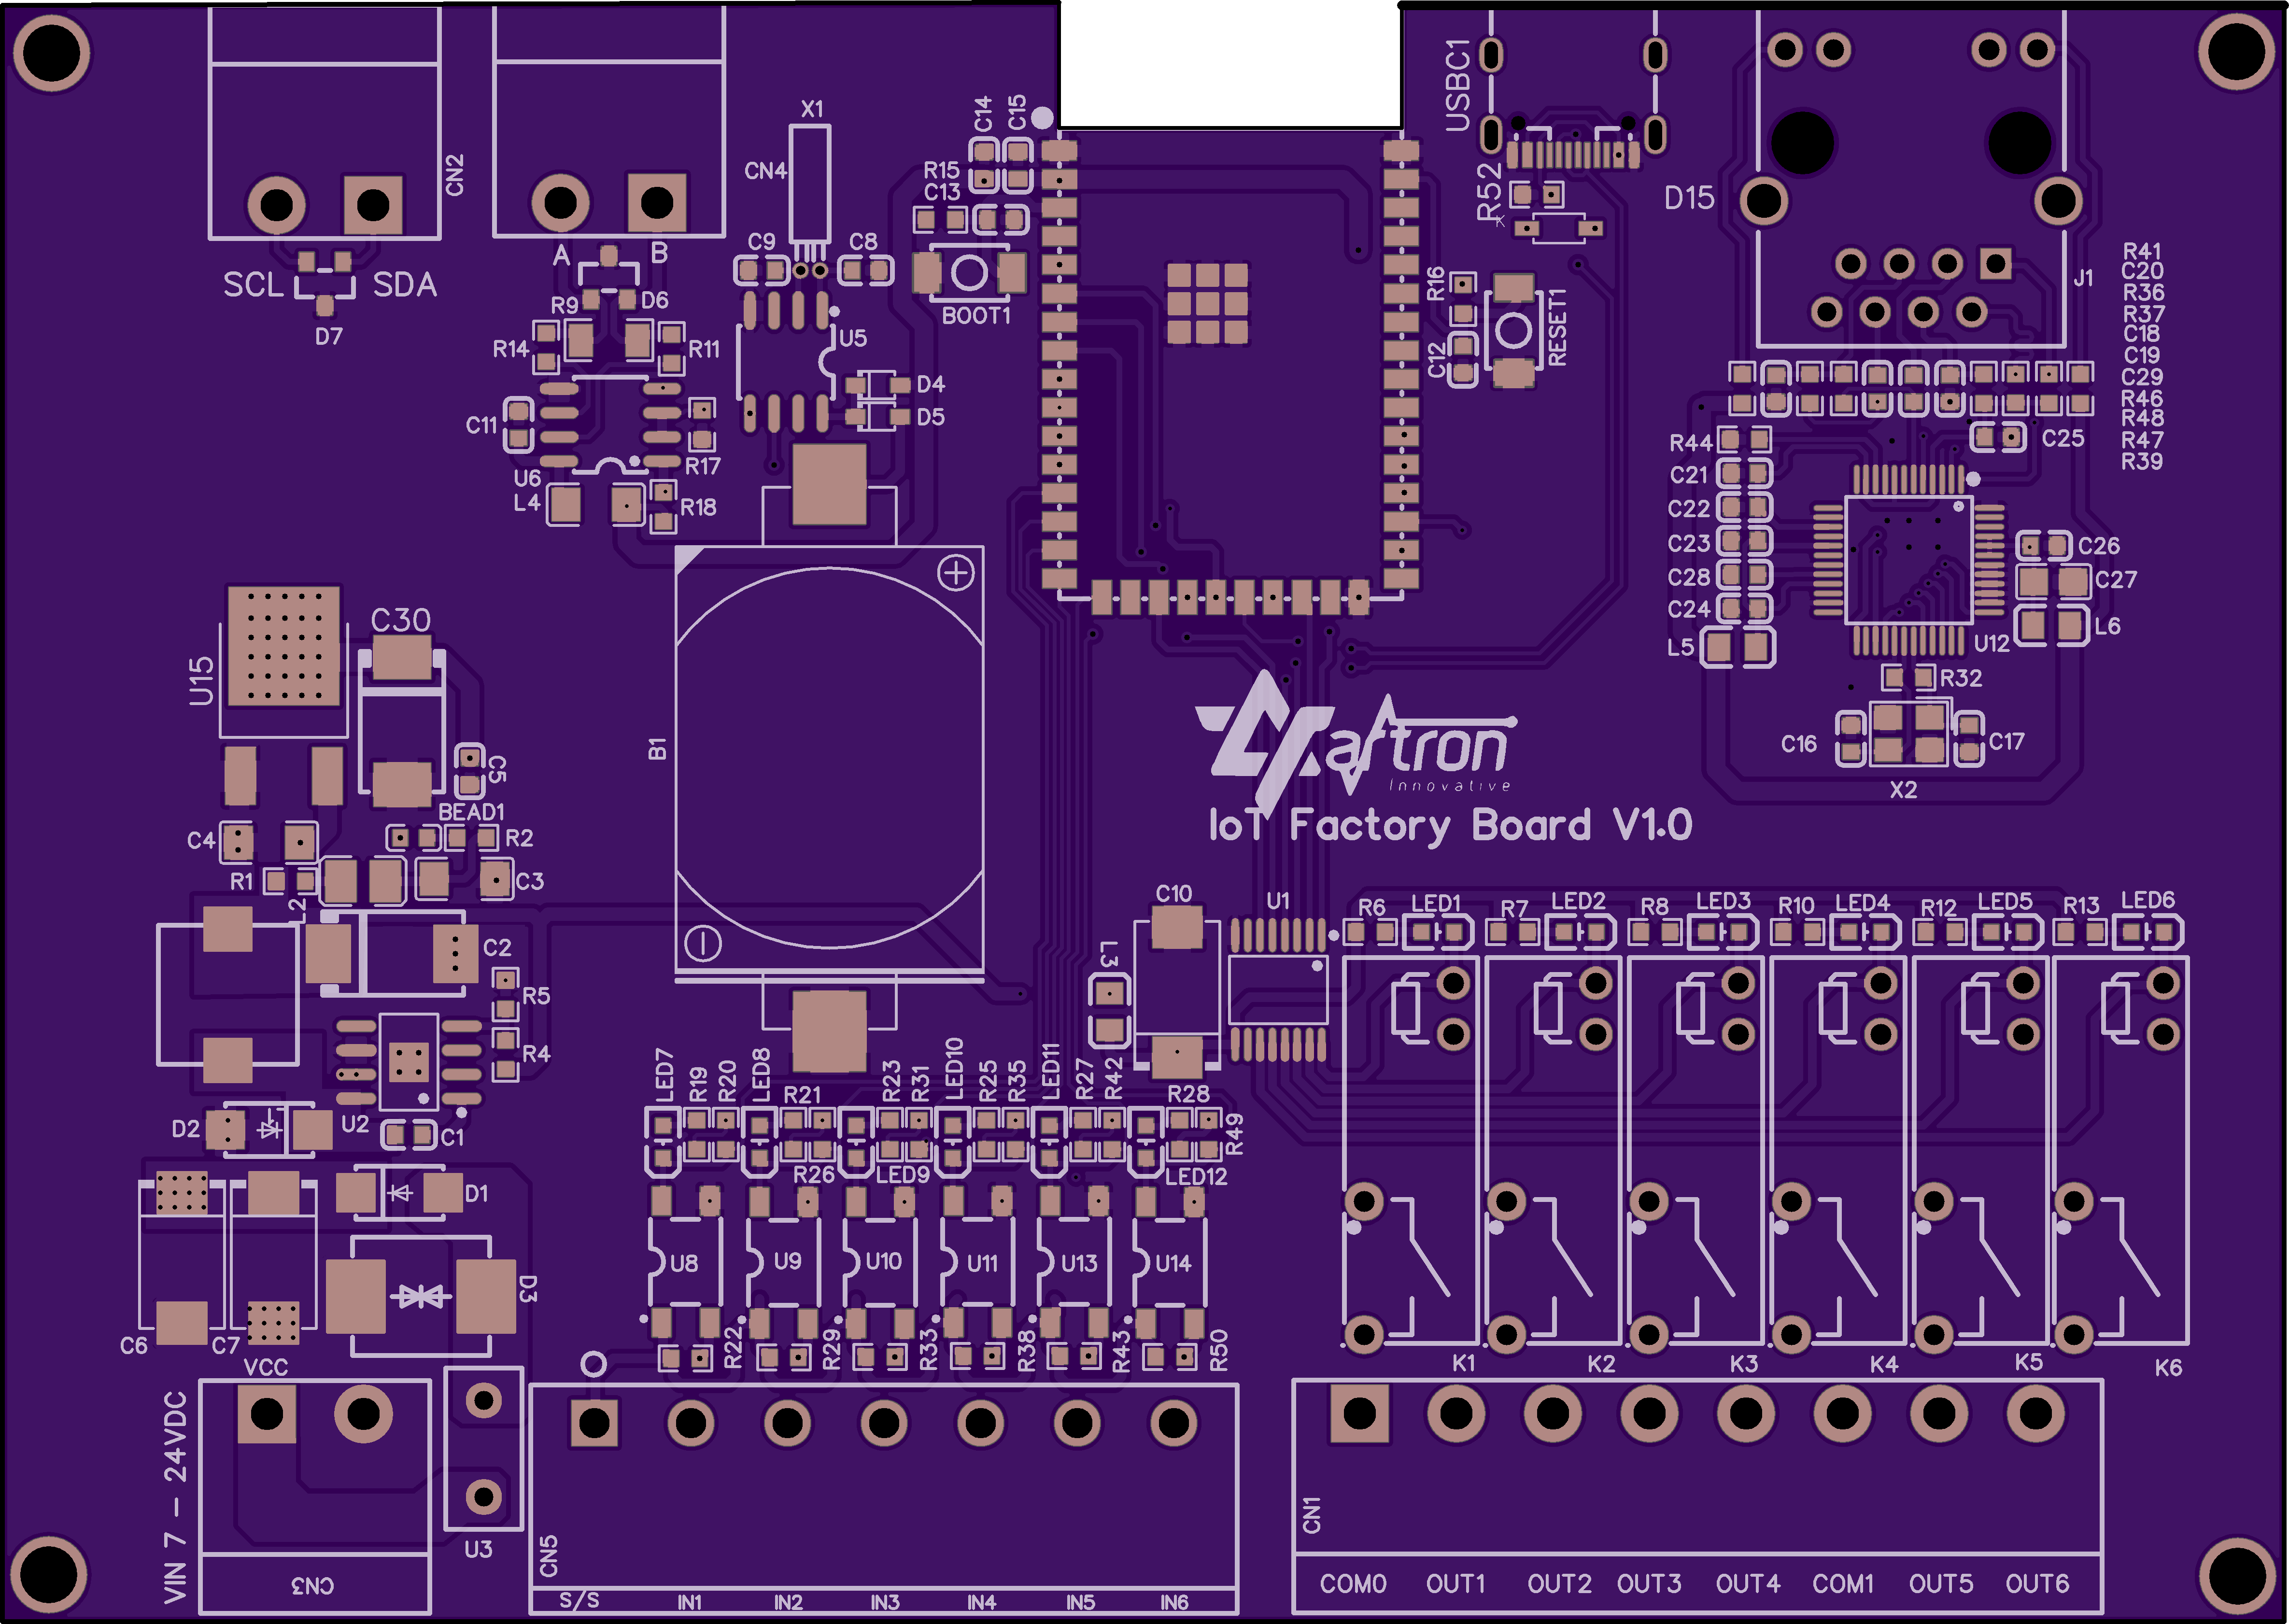 USBC1
X1
C14
C15
CN2
CN4
R15
C13
R52
K
D15
A
B
C9
C8
R41
C20
R36
R37
C18
C19
C29
R46
R48
R47
R39
J1
SCL
SDA
D7
R9
D6
BOOT1
R16
RESET1
C12
R14
R11
U5
D4
D5
C11
R17
U6
L4
R18
R44
C21
C22
C23
C28
C24
L5
C25
C26
C27
L6
U12
R32
C16
C17
X2
U15
C30
C5
BEAD1
C4
R2
R1
C3
L2
B1
artron
Innovative
IoT Factory Board V1.0
C2
R5
R4
D2
U2
C1
D1
C10
L3
U1
R6
LED1
R7
LED2
R8
LED3
R10
LED4
R12
LED5
R13
LED6
LED7
R19
R20
LED8
R21
R23
R31
LED10
R25
R35
LED11
R27
R42
R28
R49
R26
LED9
LED12
U8
U9
U10
U11
U13
U14
D3
C6
C7
VCC
R22
R29
R33
R38
R43
R50
K1
K2
K3
K4
K5
K6
VIN 7 - 24VDC
CN3
U3
CN5
S/S
IN1
IN2
IN3
IN4
IN5
IN6
CN1
COM0
OUT1
OUT2
OUT3
OUT4
COM1
OUT5
OUT6